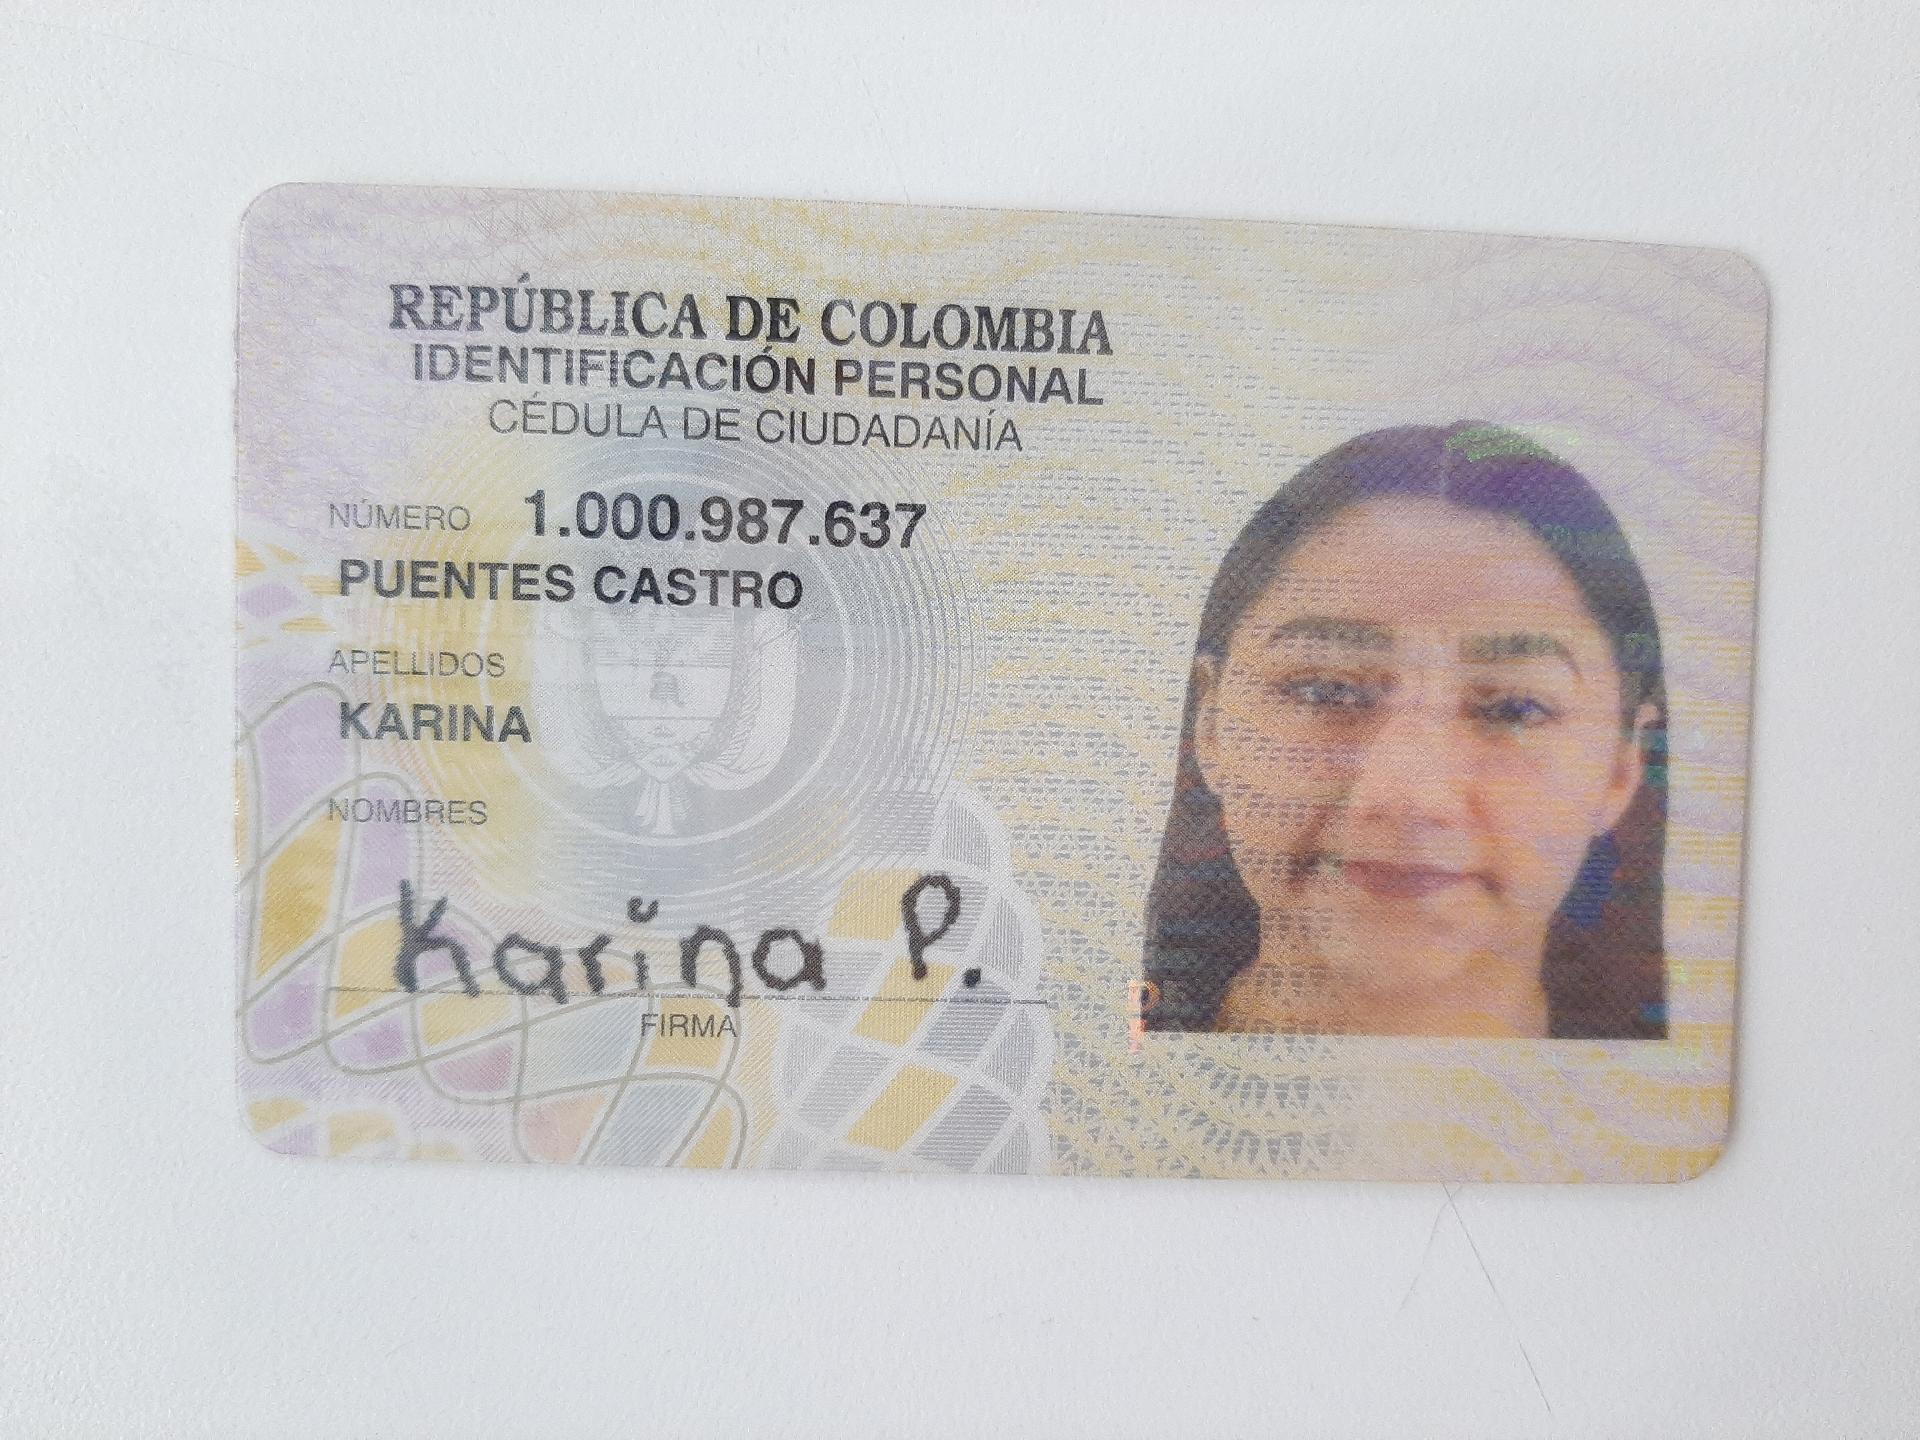 REPÚBLICA DE COLOMBIA
IDENTIFICACIÓN PERSONAL
CÉDULA DE CIUDADANÍA
NÚMERO 1.000.987.637
PUENTES CASTRO
APELLIDOS
KARINA
NOMBRES
Karina P.
FIRMA